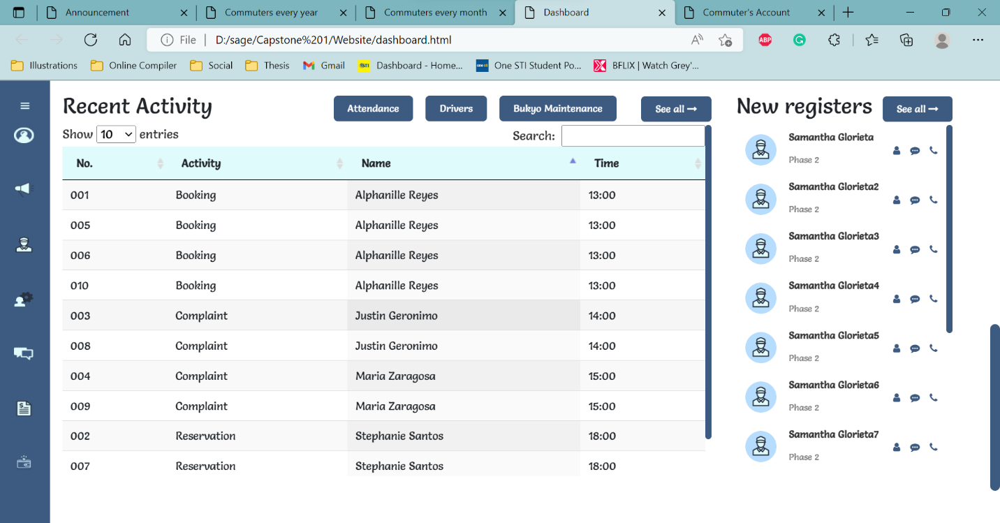 Announcement
Commuters every year
Commuters every month
Dashboard
Commuter's Account
File
D:/sage/Capstone%201/Website/dashboard.html
ABP
G
Illustrations
Online Compiler
Social
Thesis
Gmail
STI
Dashboard - Home...
one sti
One STI Student Po...
BFLIX | Watch Grey'...
Recent Activity
Attendance
Drivers
Bukyo Maintenance
See all →
New registers
See all →
Show 10 entries
Search:
No. Activity Name Time
001 Booking Alphanille Reyes 13:00
005 Booking Alphanille Reyes 13:00
006 Booking Alphanille Reyes 13:00
010 Booking Alphanille Reyes 13:00
003 Complaint Justin Geronimo 14:00
008 Complaint Justin Geronimo 14:00
004 Complaint Maria Zaragosa 15:00
009 Complaint Maria Zaragosa 15:00
002 Reservation Stephanie Santos 18:00
007 Reservation Stephanie Santos 18:00
Samantha Glorieta
Phase 2
Samantha Glorieta2
Phase 2
Samantha Glorieta3
Phase 2
Samantha Glorieta4
Phase 2
Samantha Glorieta5
Phase 2
Samantha Glorieta6
Phase 2
Samantha Glorieta7
Phase 2